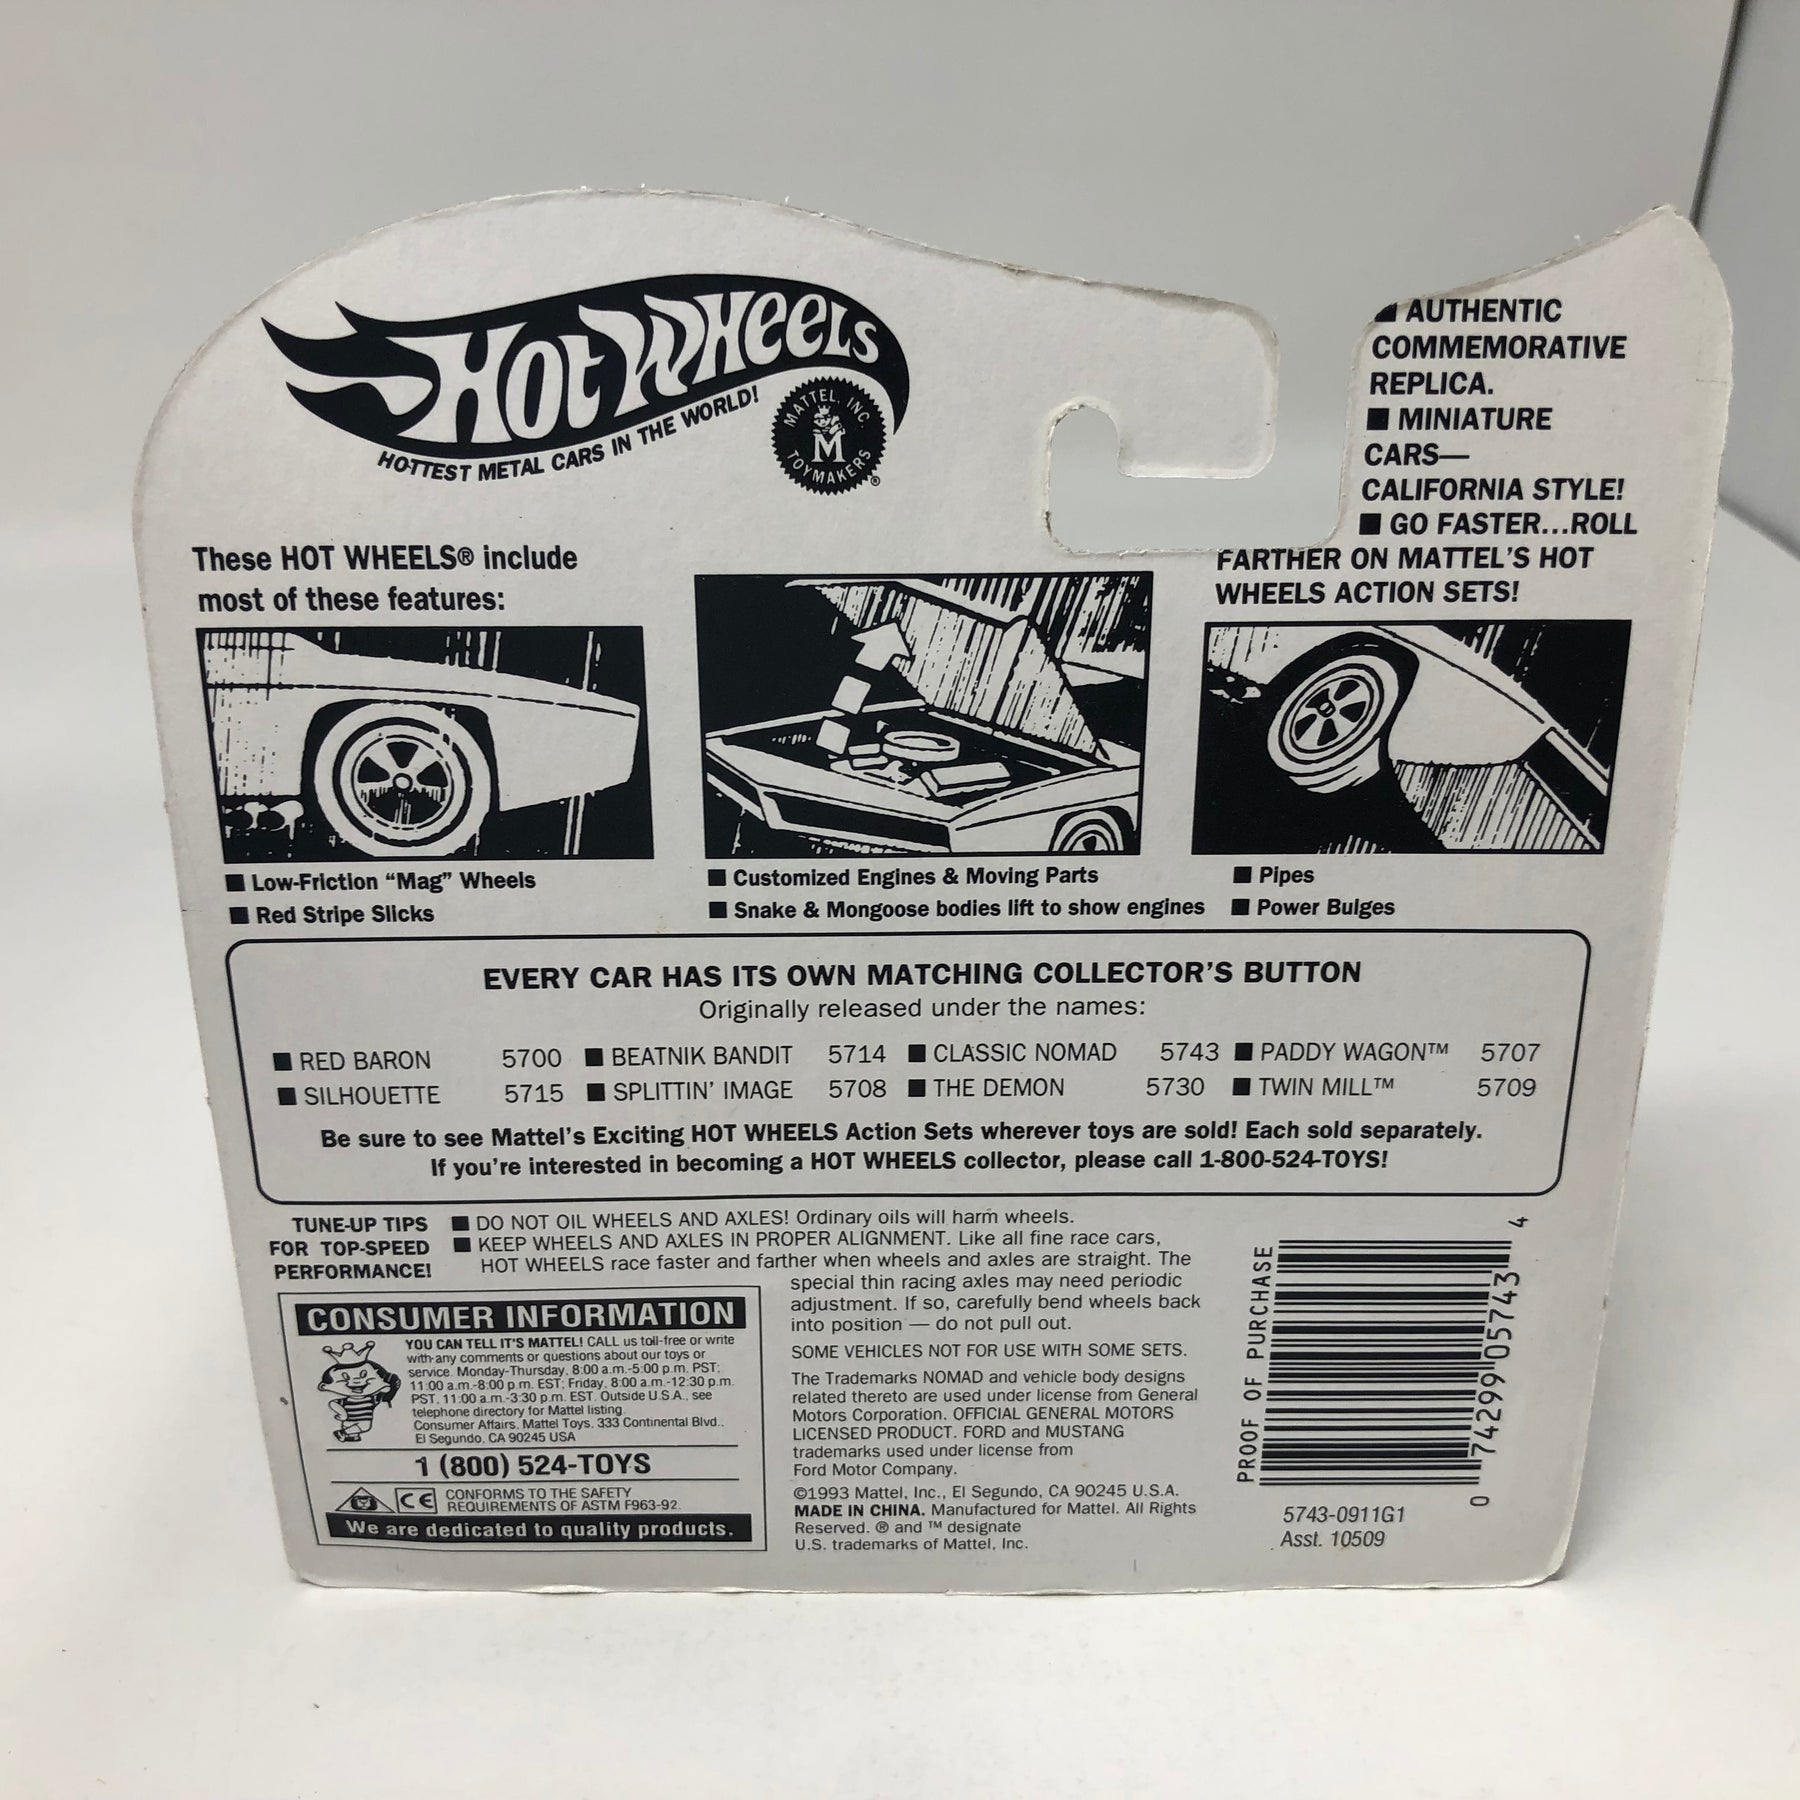 Hot Wheels
HOTTEST METAL CARS IN THE WORLD!
MATTEL, INC.
M
TOYMAKERS
®
■ AUTHENTIC
COMMEMORATIVE
REPLICA.
■ MINIATURE
CARS—
CALIFORNIA STYLE!
■ GO FASTER...ROLL
FARTHER ON MATTEL'S HOT
WHEELS ACTION SETS!
These HOT WHEELS® include
most of these features:
■ Low-Friction “Mag” Wheels
■ Red Stripe Slicks
■ Customized Engines & Moving Parts
■ Snake & Mongoose bodies lift to show engines
■ Pipes
■ Power Bulges
EVERY CAR HAS ITS OWN MATCHING COLLECTOR'S BUTTON
Originally released under the names:
■ RED BARON 5700 ■ BEATNIK BANDIT 5714 ■ CLASSIC NOMAD 5743 ■ PADDY WAGON™ 5707
■ SILHOUETTE 5715 ■ SPLITTIN' IMAGE 5708 ■ THE DEMON 5730 ■ TWIN MILL™ 5709
Be sure to see Mattel's Exciting HOT WHEELS Action Sets wherever toys are sold! Each sold separately.
If you're interested in becoming a HOT WHEELS collector, please call 1-800-524-TOYS!
TUNE-UP TIPS
FOR TOP-SPEED
PERFORMANCE!
■ DO NOT OIL WHEELS AND AXLES! Ordinary oils will harm wheels.
■ KEEP WHEELS AND AXLES IN PROPER ALIGNMENT. Like all fine race cars,
HOT WHEELS race faster and farther when wheels and axles are straight. The
special thin racing axles may need periodic
adjustment. If so, carefully bend wheels back
into position — do not pull out.
SOME VEHICLES NOT FOR USE WITH SOME SETS.
The Trademarks NOMAD and vehicle body designs
related thereto are used under license from General
Motors Corporation. OFFICIAL GENERAL MOTORS
LICENSED PRODUCT. FORD and MUSTANG
trademarks used under license from
Ford Motor Company.
©1993 Mattel, Inc., El Segundo, CA 90245 U.S.A.
MADE IN CHINA. Manufactured for Mattel. All Rights
Reserved. ® and ™ designate
U.S. trademarks of Mattel, Inc.
CONSUMER INFORMATION
YOU CAN TELL IT'S MATTEL! CALL us toll-free or write
with any comments or questions about our toys or
service. Monday-Thursday, 8:00 a.m.-5:00 p.m. PST;
11:00 a.m.-8:00 p.m. EST; Friday, 8:00 a.m.-12:30 p.m.
PST, 11:00 a.m.-3:30 p.m. EST. Outside U.S.A., see
telephone directory for Mattel listing.
Consumer Affairs, Mattel Toys, 333 Continental Blvd.,
El Segundo, CA 90245 USA
1 (800) 524-TOYS
CE
CONFORMS TO THE SAFETY
REQUIREMENTS OF ASTM F963-92.
We are dedicated to quality products.
PROOF OF PURCHASE
0 74299 05743 4
5743-0911G1
Asst. 10509